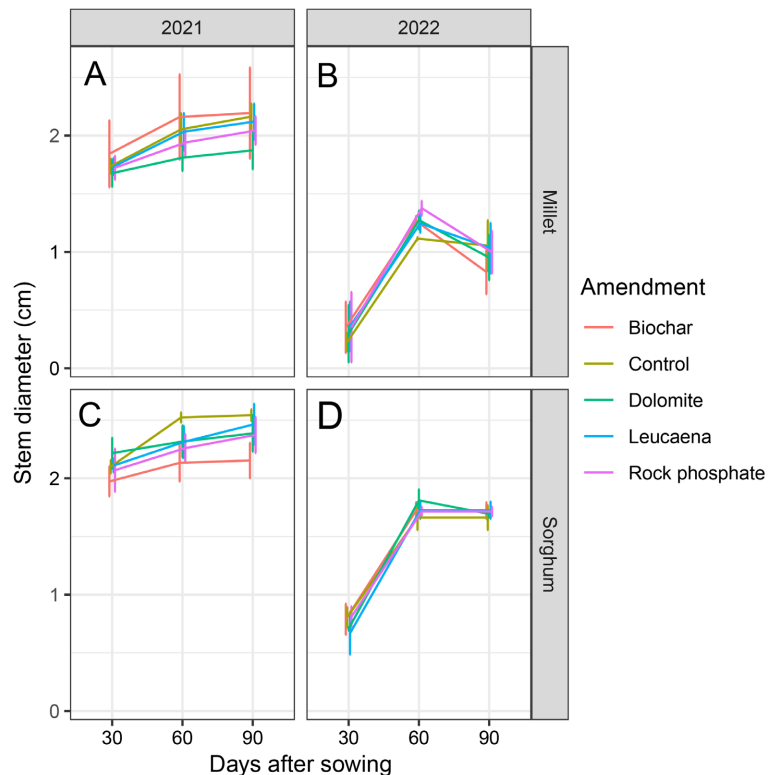 2021
2022
A
B
2
1
0
Millet
C
D
2
1
0
Sorghum
Stem diameter (cm)
30
60
90
30
60
90
Days after sowing
Amendment
Biochar
Control
Dolomite
Leucaena
Rock phosphate